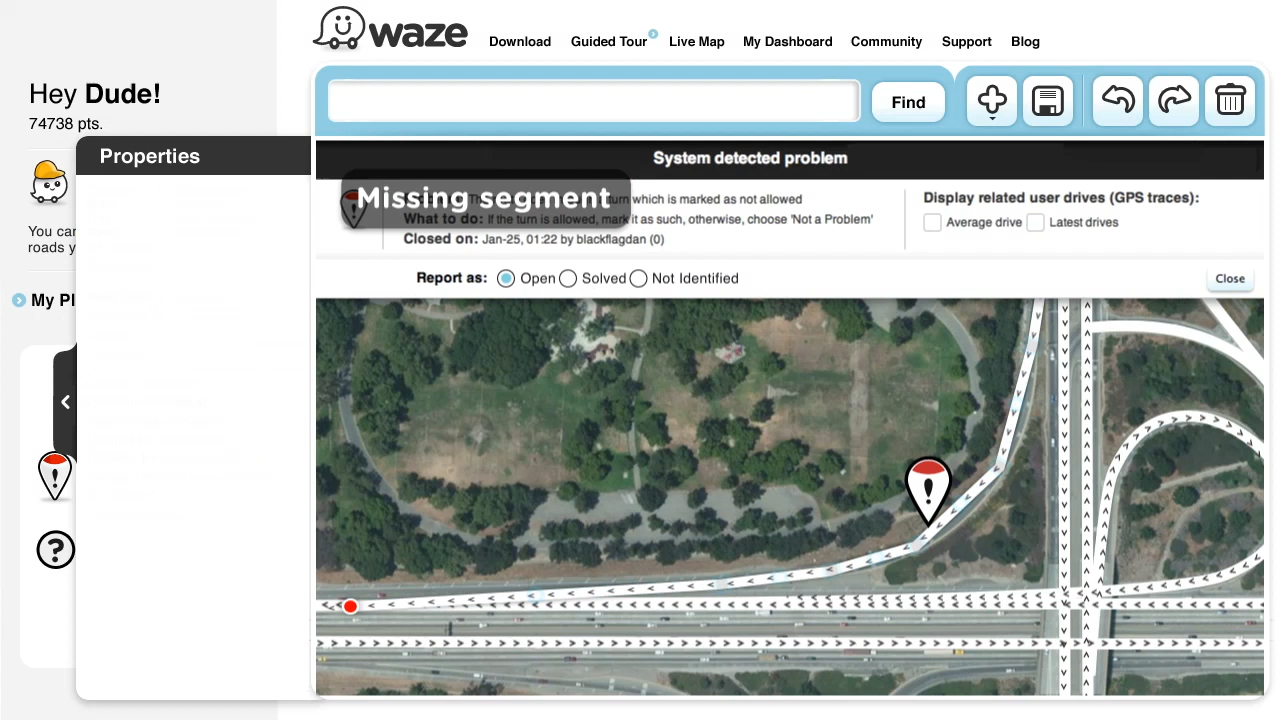 waze
Download Guided Tour Live Map My Dashboard Community Support Blog
Hey Dude!
74738 pts.
Find
Properties
System detected problem
Missing segment
which is marked as not allowed
What to do: If the turn is allowed, mark it as such, otherwise, choose 'Not a Problem'
Closed on: Jan-25, 01:22 by blackflagdan (0)
Display related user drives (GPS traces):
Average drive Latest drives
You can
roads y
Report as: Open Solved Not Identified
Close
My Pl